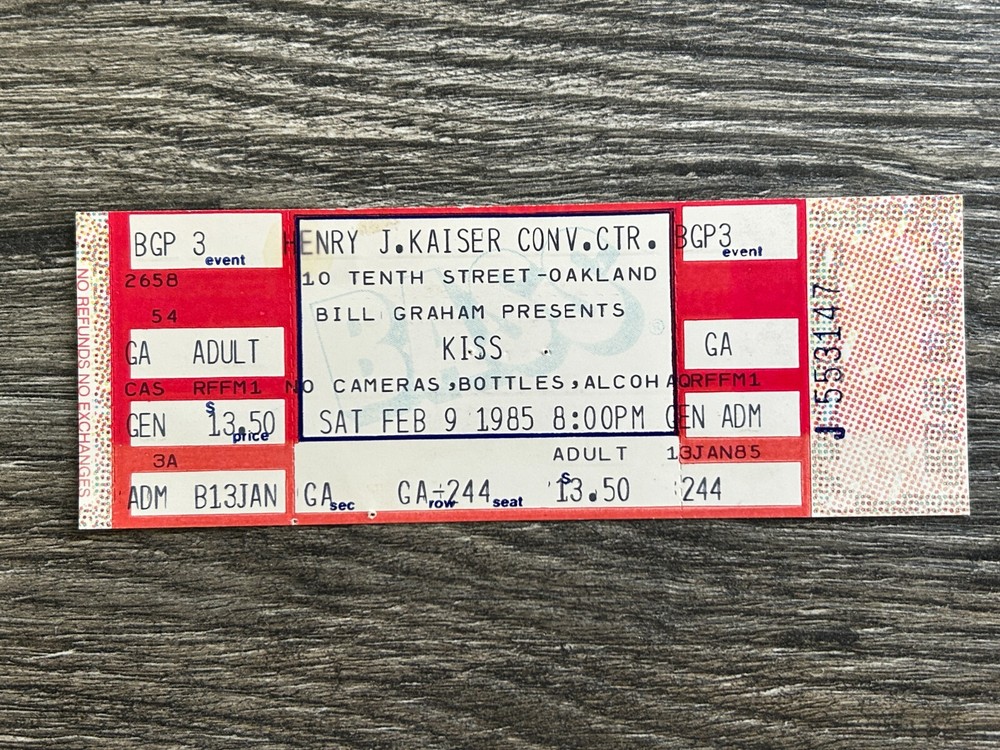 NO REFUNDS NO EXCHANGES
BGP 3
event
2658
54
GA ADULT
CAS RFFM1
GEN $13.50
price
3A
ADM B13JAN
HENRY J.KAISER CONV.CTR.
10 TENTH STREET-OAKLAND
BILL GRAHAM PRESENTS
KISS
NO CAMERAS,BOTTLES,ALCOH
SAT FEB 9 1985 8:00PM
ADULT
GA sec GA-244 row seat $13.50
BASS®
BGP3
event
GA
AQRFFM1
GEN ADM
13JAN85
244
J 553147